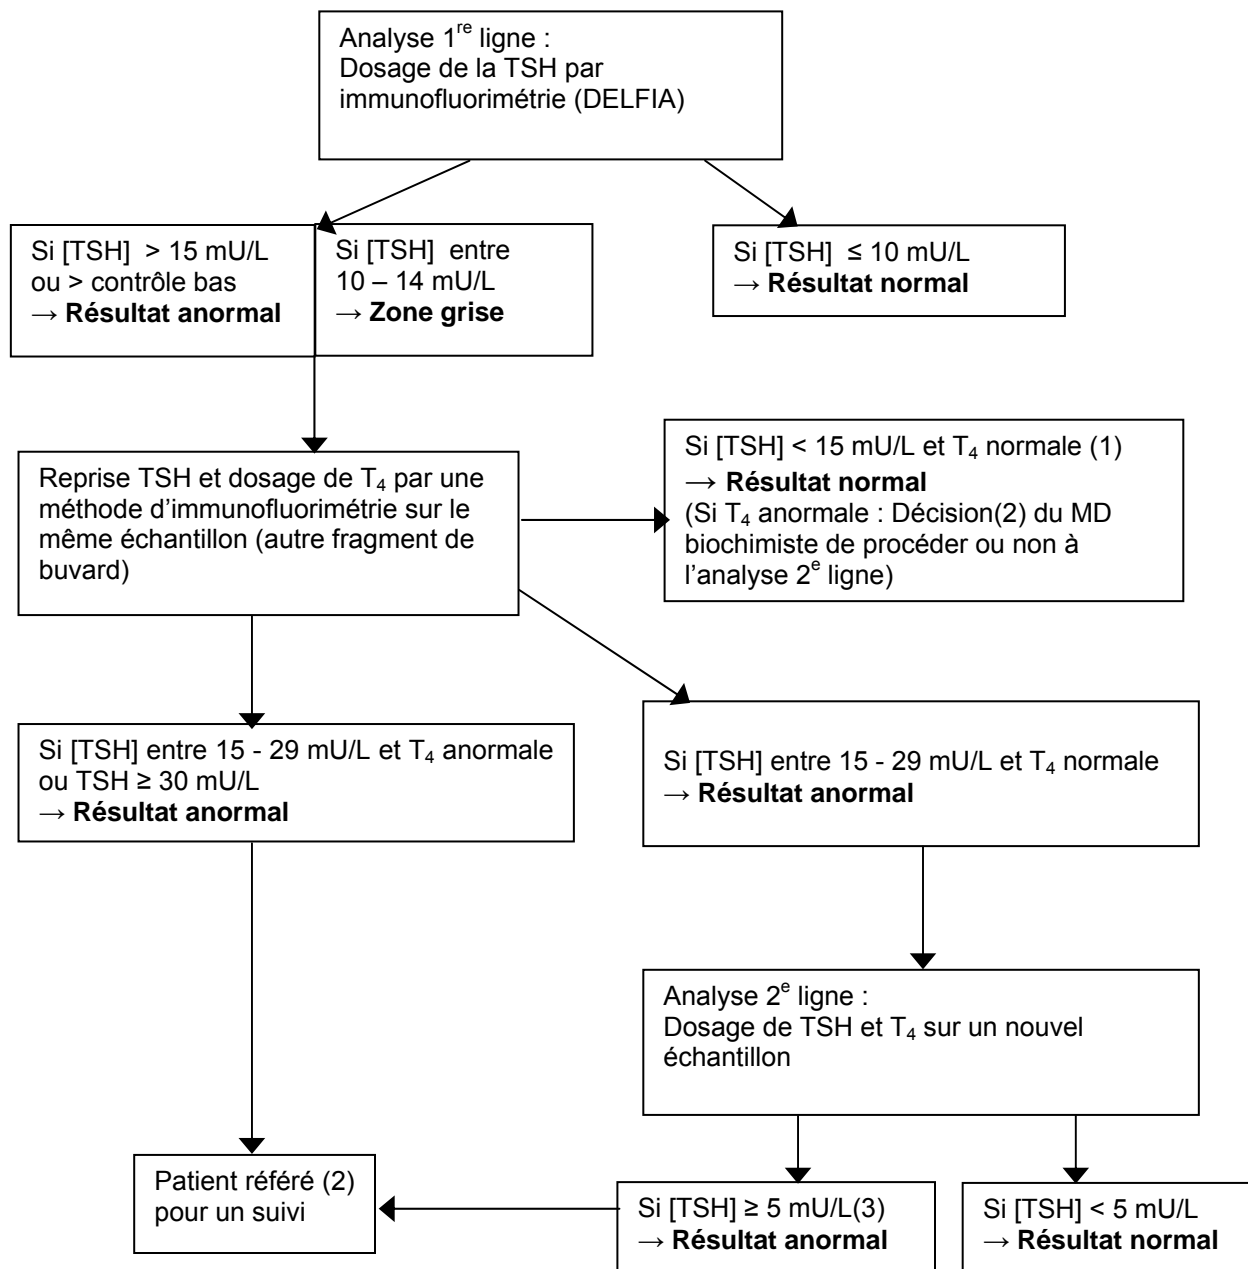 Analyse 1re ligne :
Dosage de la TSH par
immunofluorimétrie (DELFIA)
Si [TSH] > 15 mU/L
ou > contrôle bas
→ Résultat anormal
Si [TSH] entre
10 – 14 mU/L
→ Zone grise
Si [TSH] ≤ 10 mU/L
→ Résultat normal
Reprise TSH et dosage de T4 par une
méthode d'immunofluorimétrie sur le
même échantillon (autre fragment de
buvard)
Si [TSH] < 15 mU/L et T4 normale (1)
→ Résultat normal
(Si T4 anormale : Décision(2) du MD
biochimiste de procéder ou non à
l'analyse 2e ligne)
Si [TSH] entre 15 - 29 mU/L et T4 anormale
ou TSH ≥ 30 mU/L
→ Résultat anormal
Si [TSH] entre 15 - 29 mU/L et T4 normale
→ Résultat anormal
Analyse 2e ligne :
Dosage de TSH et T4 sur un nouvel
échantillon
Patient référé (2)
pour un suivi
Si [TSH] ≥ 5 mU/L(3)
→ Résultat anormal
Si [TSH] < 5 mU/L
→ Résultat normal